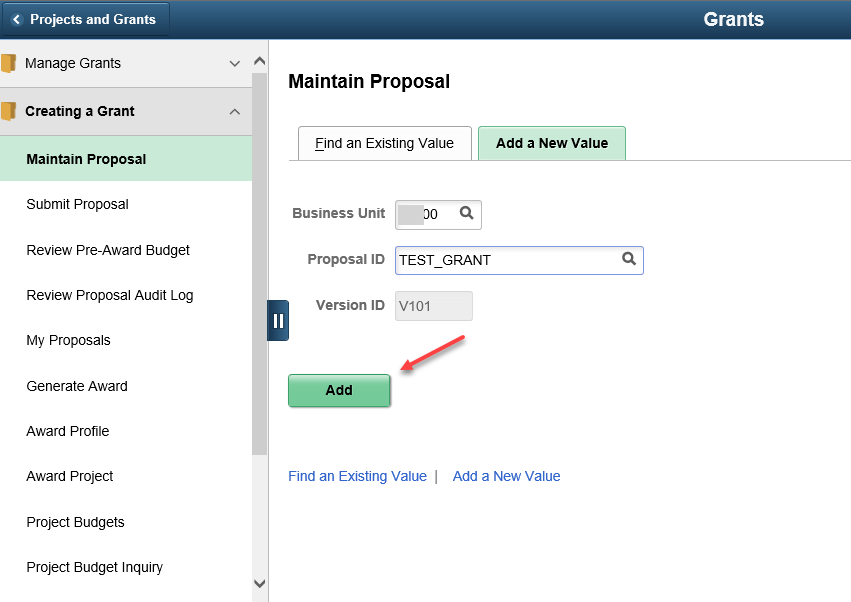 Projects and Grants
Grants
Manage Grants
Creating a Grant
Maintain Proposal
Submit Proposal
Review Pre-Award Budget
Review Proposal Audit Log
My Proposals
Generate Award
Award Profile
Award Project
Project Budgets
Project Budget Inquiry
Maintain Proposal
Find an Existing Value
Add a New Value
Business Unit 00
Proposal ID TEST_GRANT
Version ID V101
Add
Find an Existing Value | Add a New Value